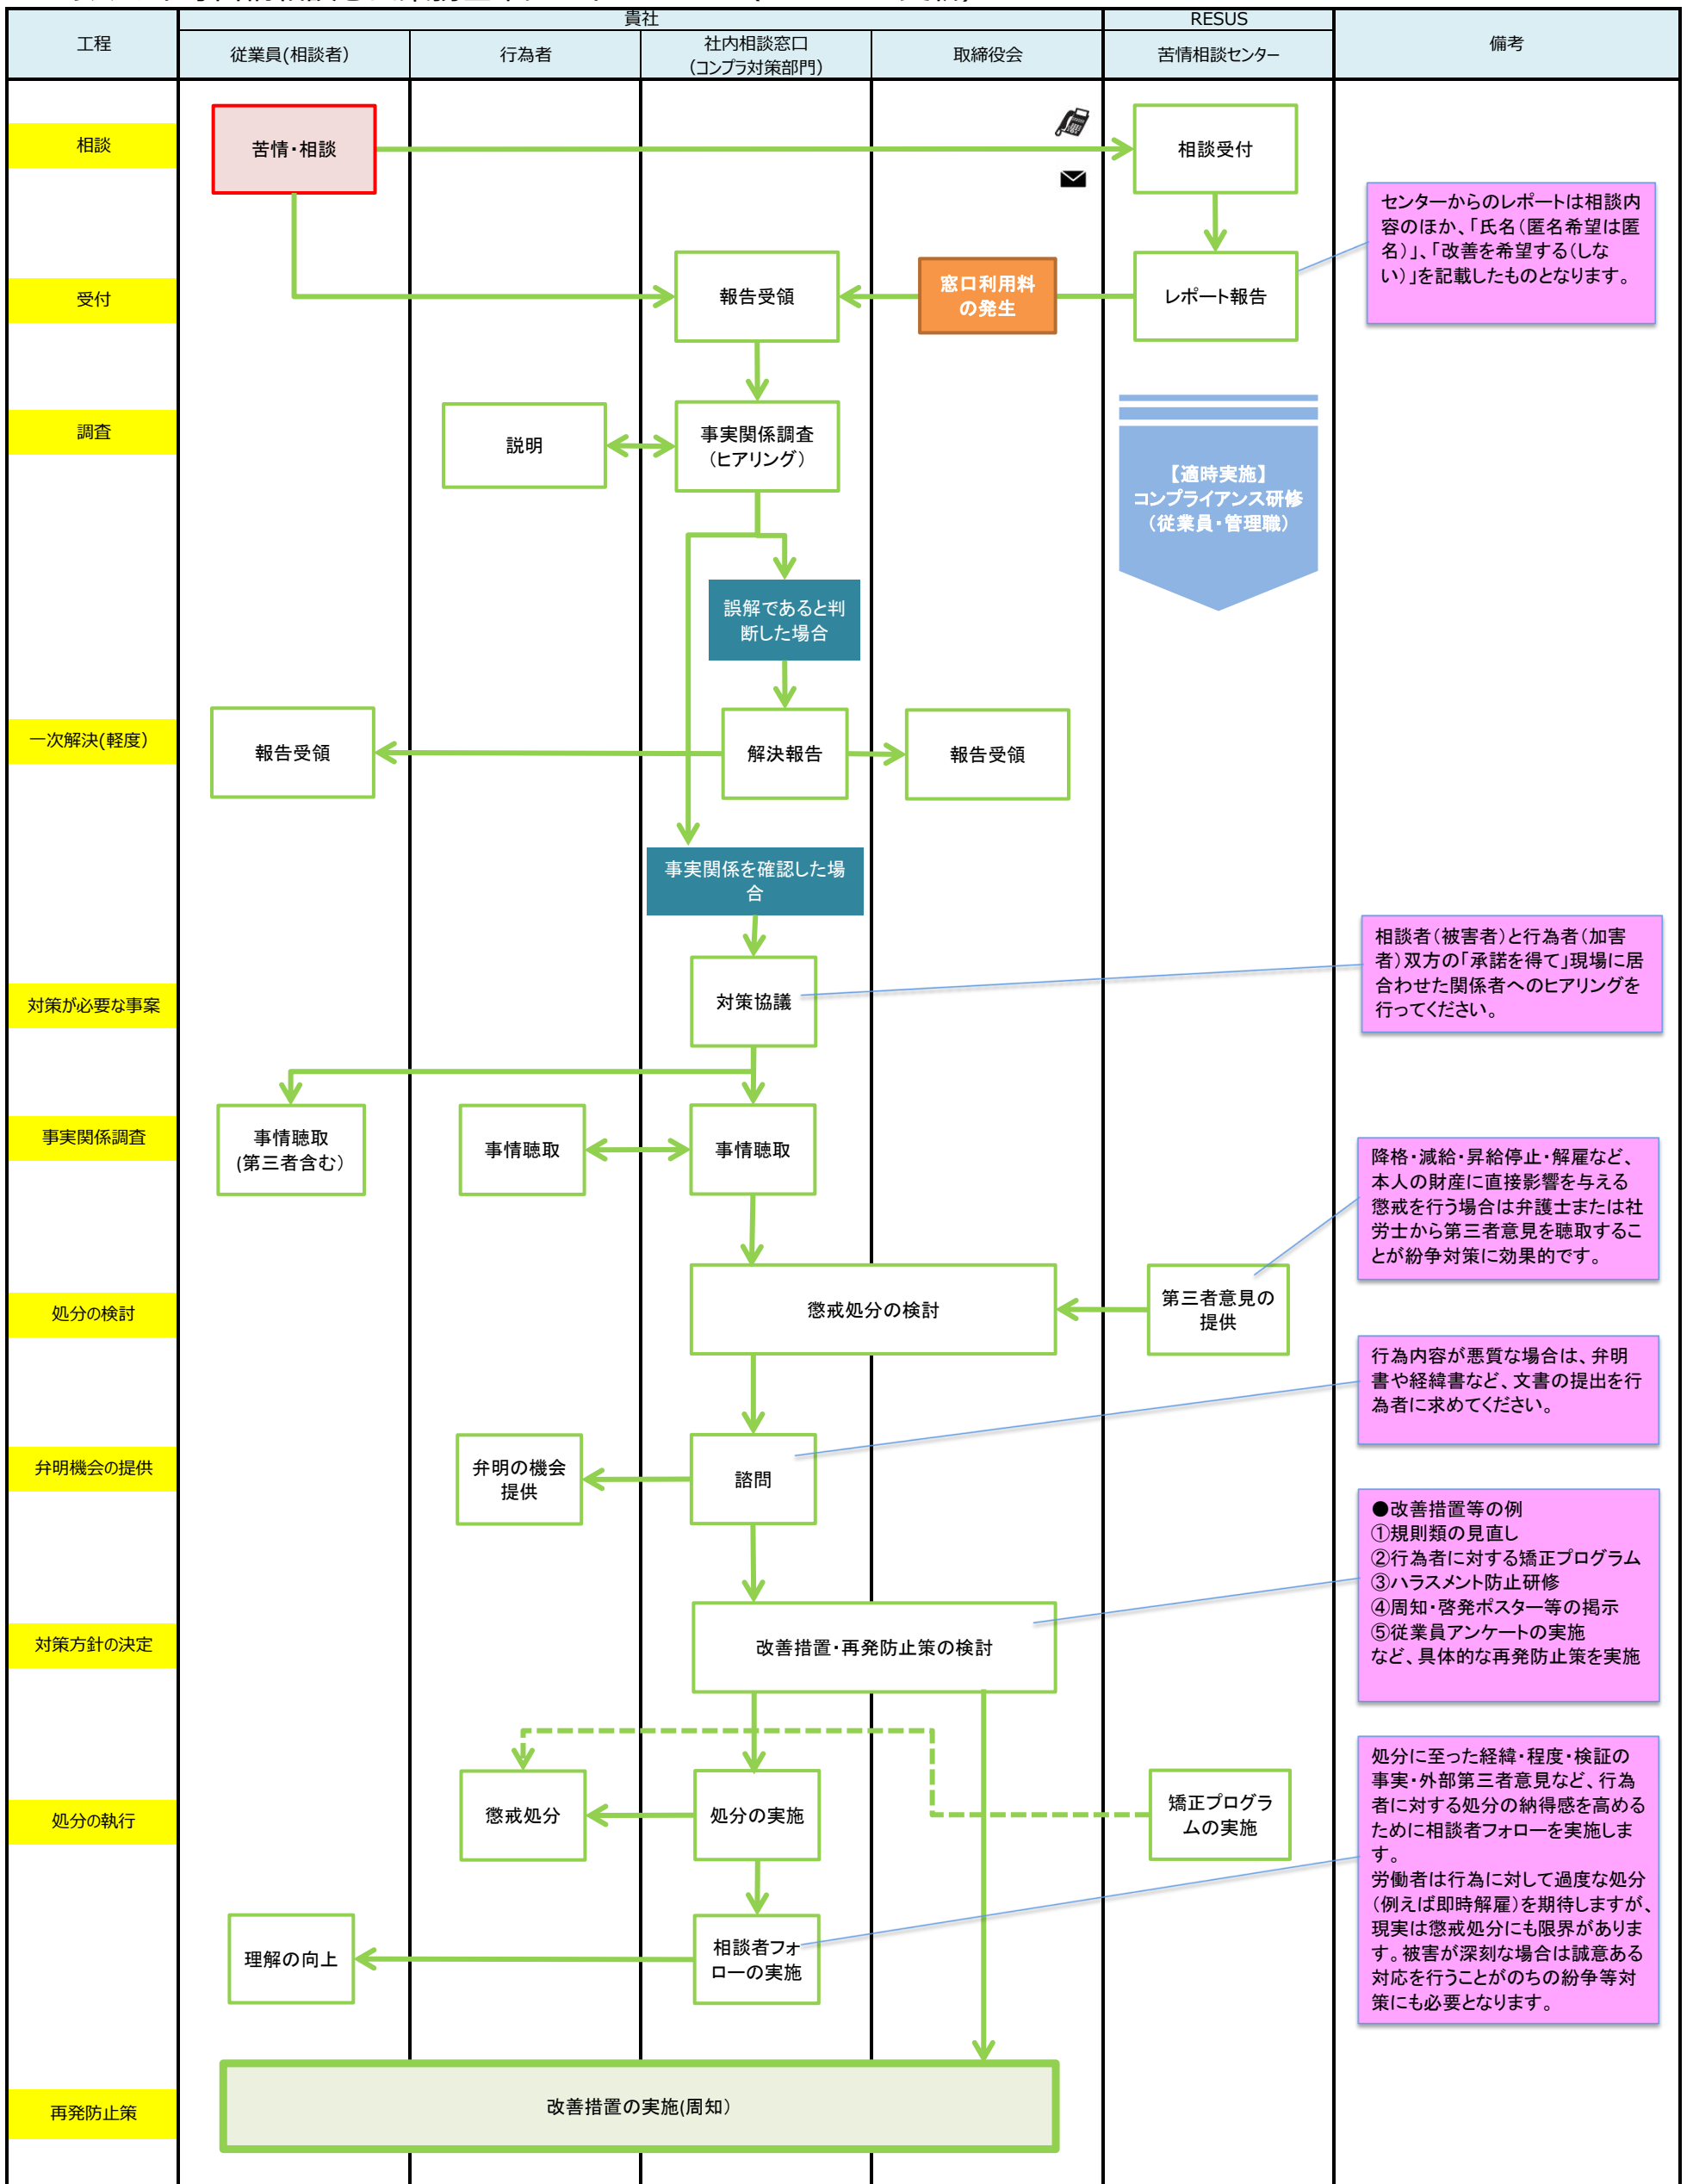 貴社
RESUS
工程
従業員(相談者)
行為者
社内相談窓口
(コンプラ対策部門)
取締役会
苦情相談センター
備考
相談
苦情・相談
相談受付
センターからのレポートは相談内
容のほか、「氏名(匿名希望は匿
名)」、「改善を希望する(しな
い)」を記載したものとなります。
受付
報告受領
窓口利用料
の発生
レポート報告
調査
説明
事実関係調査
(ヒアリング)
【適時実施】
コンプライアンス研修
(従業員・管理職)
誤解であると判
断した場合
一次解決(軽度)
報告受領
解決報告
報告受領
事実関係を確認した場
合
対策が必要な事案
対策協議
相談者(被害者)と行為者(加害
者)双方の「承諾を得て」現場に居
合わせた関係者へのヒアリングを
行ってください。
事実関係調査
事情聴取
(第三者含む)
事情聴取
事情聴取
降格・減給・昇給停止・解雇など、
本人の財産に直接影響を与える
懲戒を行う場合は弁護士または社
労士から第三者意見を聴取するこ
とが紛争対策に効果的です。
処分の検討
懲戒処分の検討
第三者意見の
提供
行為内容が悪質な場合は、弁明
書や経緯書など、文書の提出を行
為者に求めてください。
弁明機会の提供
弁明の機会
提供
諮問
●改善措置等の例
①規則類の見直し
②行為者に対する矯正プログラム
③ハラスメント防止研修
④周知・啓発ポスター等の掲示
⑤従業員アンケートの実施
など、具体的な再発防止策を実施
対策方針の決定
改善措置・再発防止策の検討
処分の執行
懲戒処分
処分の実施
矯正プログラ
ムの実施
処分に至った経緯・程度・検証の
事実・外部第三者意見など、行為
者に対する処分の納得感を高める
ために相談者フォローを実施しま
す。
労働者は行為に対して過度な処分
(例えば即時解雇)を期待しますが、
現実は懲戒処分にも限界がありま
す。被害が深刻な場合は誠意ある
対応を行うことがのちの紛争等対
策にも必要となります。
理解の向上
相談者フォ
ローの実施
再発防止策
改善措置の実施(周知)